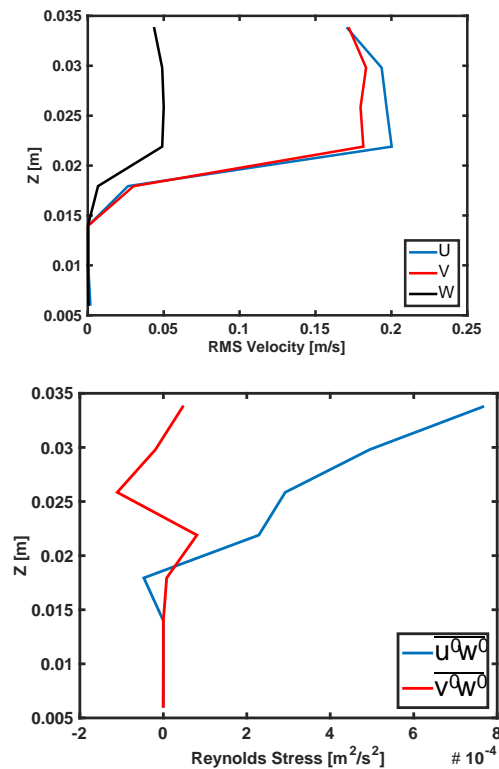 0.035
0.03
0.025
0.02
0.015
0.01
0.005
Z [m]
0 0.05 0.1 0.15 0.2 0.25
RMS Velocity [m/s]
U
V
W
0.035
0.03
0.025
0.02
0.015
0.01
0.005
Z [m]
-2 0 2 4 6 8
Reynolds Stress [m²/s²] # 10⁻⁴
u⁰w⁰
v⁰w⁰